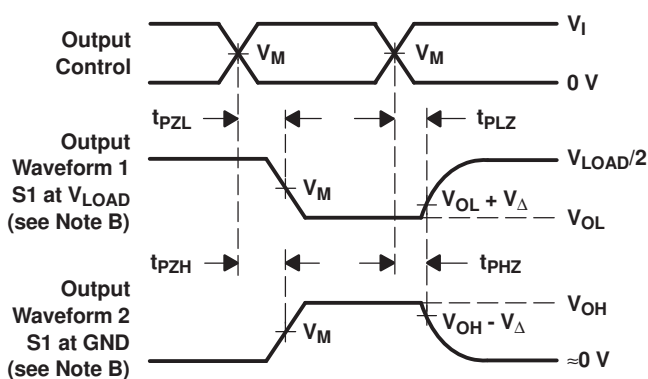 Output
Control
V_M
V_M
V_I
0 V
t_PZL
t_PLZ
Output
Waveform 1
S1 at V_LOAD
(see Note B)
V_M
V_OL + V_Δ
V_LOAD/2
V_OL
t_PZH
t_PHZ
Output
Waveform 2
S1 at GND
(see Note B)
V_M
V_OH - V_Δ
V_OH
≈0 V